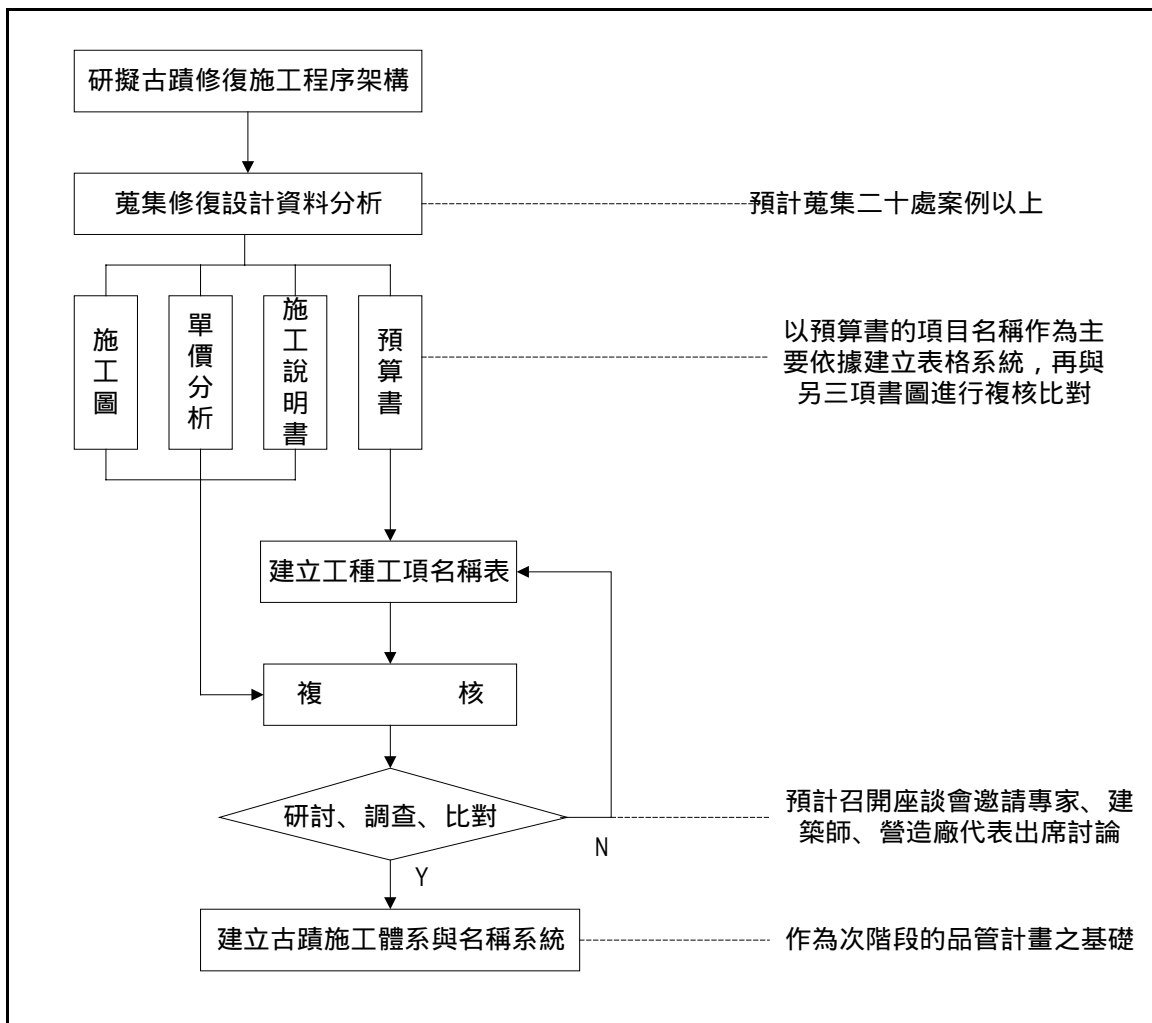 研擬古蹟修復施工程序架構
蒐集修復設計資料分析
預計蒐集二十處案例以上
施工圖
單價分析
施工說明書
預算書
以預算書的項目名稱作為主
要依據建立表格系統，再與
另三項書圖進行複核比對
建立工種工項名稱表
複 核
研討、調查、比對
N
預計召開座談會邀請專家、建
築師、營造廠代表出席討論
Y
建立古蹟施工體系與名稱系統
作為次階段的品管計畫之基礎